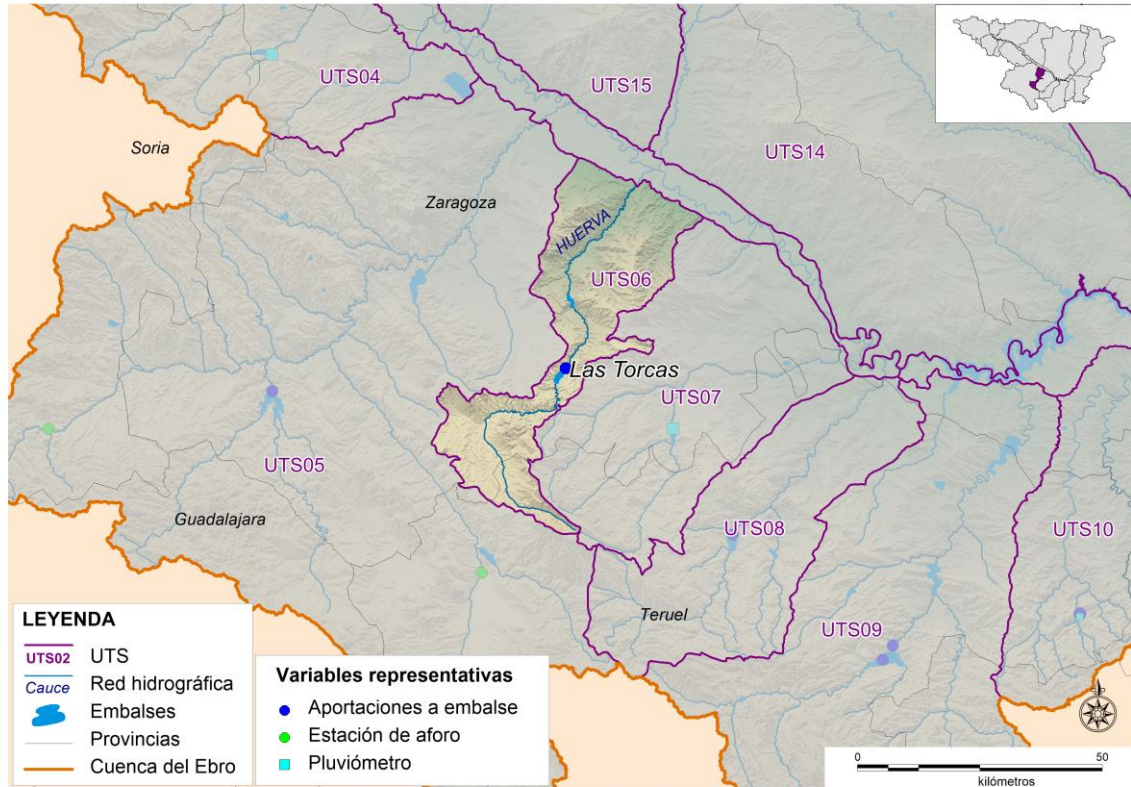 UTS04
UTS15
Soria
UTS14
Zaragoza
HUERVA
UTS06
Las Torcas
UTS07
UTS05
Guadalajara
UTS08
UTS10
Teruel
UTS09
LEYENDA
UTS02 UTS
Cauce Red hidrográfica
Embalses
Provincias
Cuenca del Ebro
Variables representativas
Aportaciones a embalse
Estación de aforo
Pluviómetro
0 50
kilómetros